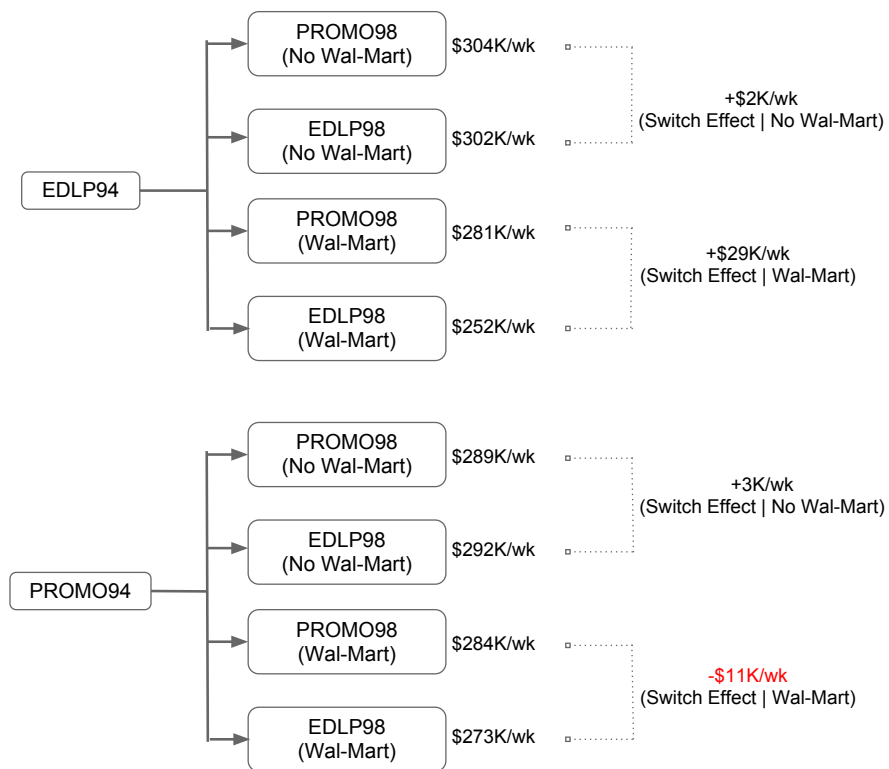 PROMO98
(No Wal-Mart)
$304K/wk
+$2K/wk
(Switch Effect | No Wal-Mart)
EDLP98
(No Wal-Mart)
$302K/wk
EDLP94
PROMO98
(Wal-Mart)
$281K/wk
+$29K/wk
(Switch Effect | Wal-Mart)
EDLP98
(Wal-Mart)
$252K/wk
PROMO98
(No Wal-Mart)
$289K/wk
+3K/wk
(Switch Effect | No Wal-Mart)
EDLP98
(No Wal-Mart)
$292K/wk
PROMO94
PROMO98
(Wal-Mart)
$284K/wk
-$11K/wk
(Switch Effect | Wal-Mart)
EDLP98
(Wal-Mart)
$273K/wk